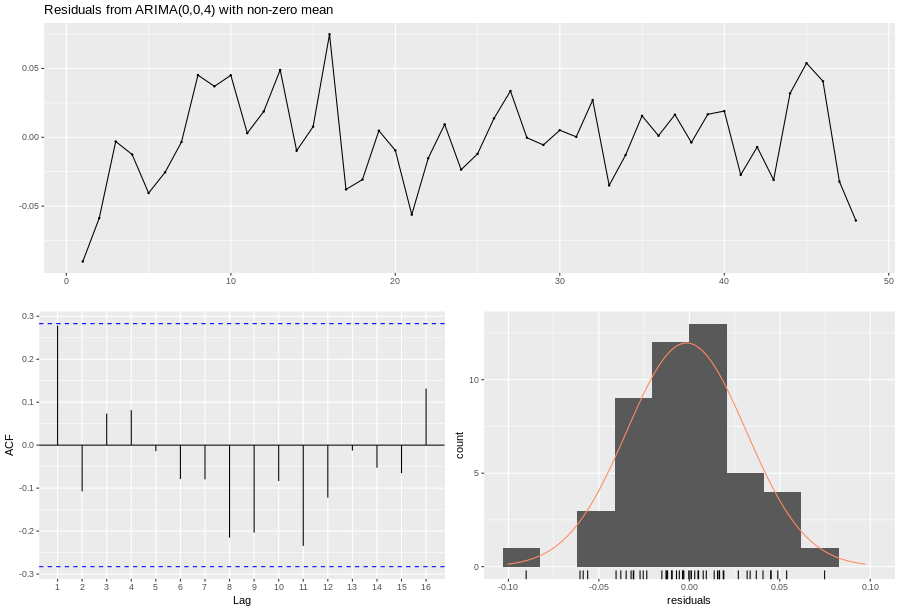 Residuals from ARIMA(0,0,4) with non-zero mean
0.05
0.00
-0.05
0 10 20 30 40 50
ACF
0.3
0.2
0.1
0.0
-0.1
-0.2
-0.3
1 2 3 4 5 6 7 8 9 10 11 12 13 14 15 16
Lag
count
10
5
0
-0.10 -0.05 0.00 0.05 0.10
residuals